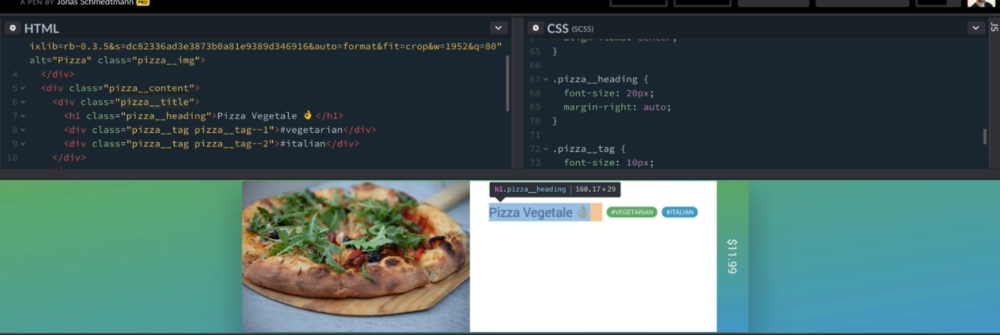 A PEN BY Jonas Schmedtmann PRO
HTML
ixlib=rb-0.3.5&s=dc82336ad3e3873b0a81e9389d346916&auto=format&fit=crop&w=1952&q=80"
alt="Pizza" class="pizza__img">
4 </div>
5 <div class="pizza__content">
6 <div class="pizza__title">
7 <h1 class="pizza__heading">Pizza Vegetale 👌</h1>
8 <div class="pizza__tag pizza__tag--1">#vegetarian</div>
9 <div class="pizza__tag pizza__tag--2">#italian</div>
10 </div>
CSS (SCSS)
64 align-items: center;
65 }
66
67 .pizza__heading {
68 font-size: 20px;
69 margin-right: auto;
70 }
71
72 .pizza__tag {
73 font-size: 10px;
JS
h1.pizza__heading | 160.17×29
Pizza Vegetale 👌 #VEGETARIAN #ITALIAN
$11.99